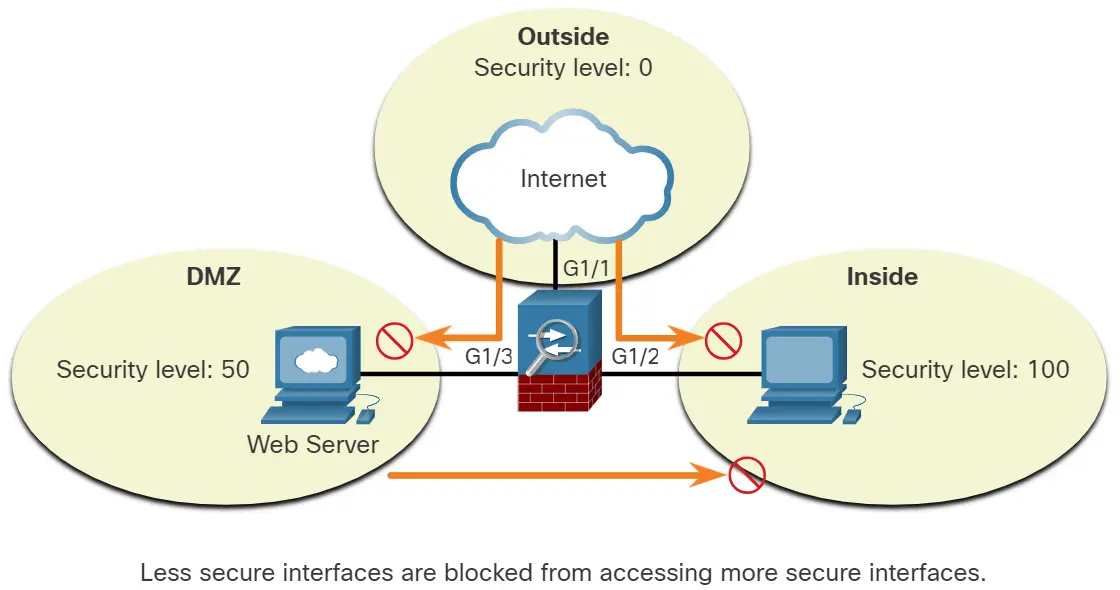 Outside
Security level: 0
Internet
G1/1
DMZ
Inside
G1/3
G1/2
Security level: 50
Security level: 100
Web Server
Less secure interfaces are blocked from accessing more secure interfaces.